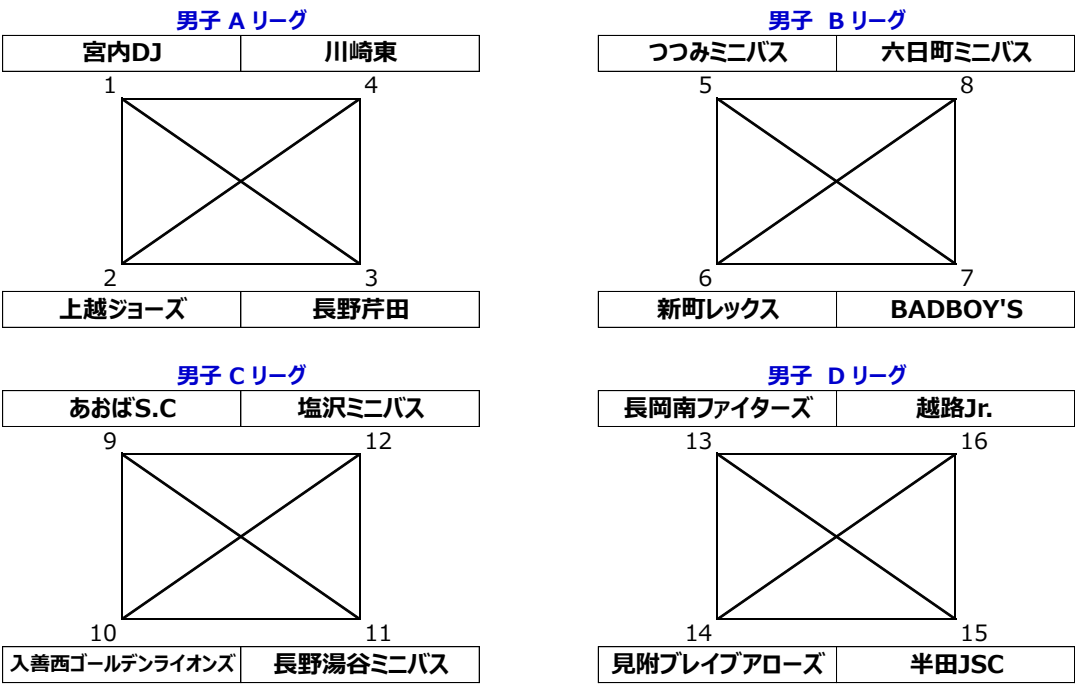 男子 A リーグ
宮内DJ 川崎東
1 4
2 3
上越ジョーズ 長野芹田
男子 B リーグ
つつみミニバス 六日町ミニバス
5 8
6 7
新町レックス BADBOY'S
男子 C リーグ
あおばS.C 塩沢ミニバス
9 12
10 11
入善西ゴールデンライオンズ 長野湯谷ミニバス
男子 D リーグ
長岡南ファイターズ 越路Jr.
13 16
14 15
見附ブレイブアローズ 半田JSC